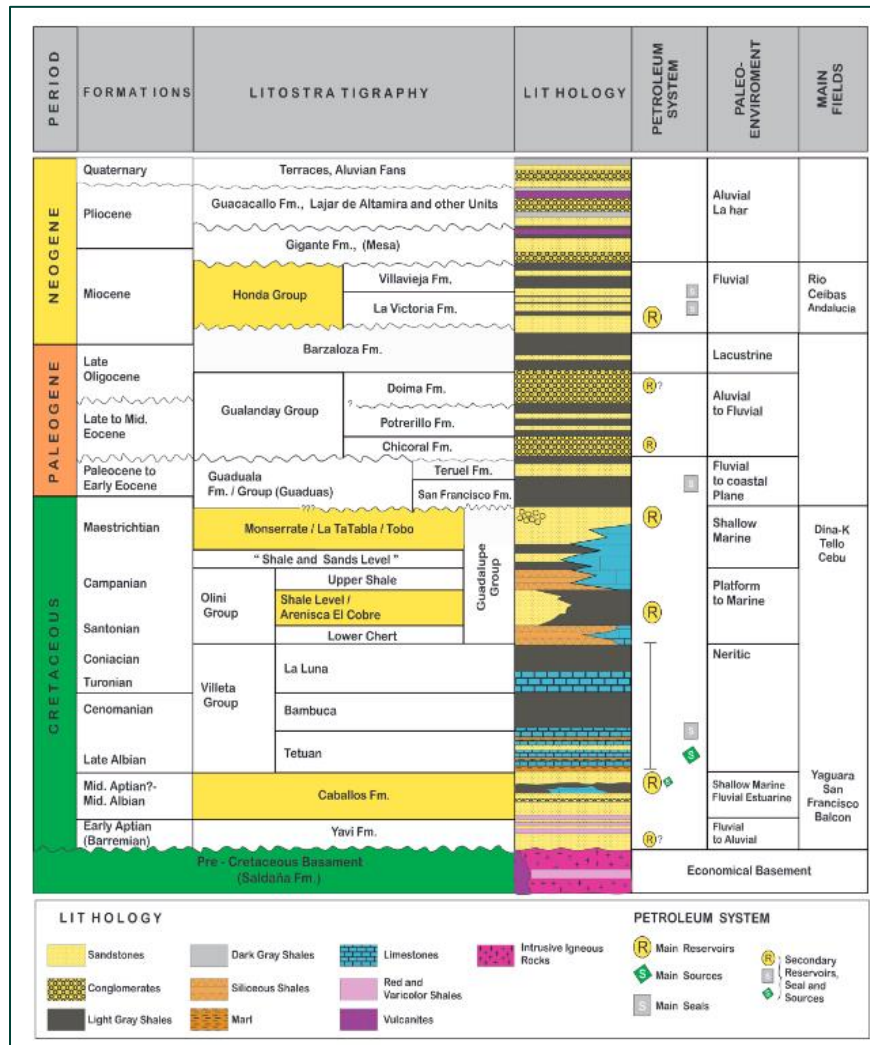 PERIOD
FORMATIONS
LITOSTRATIGRAPHY
LITHOLOGY
PETROLEUM
SYSTEM
PALEO-
ENVIROMENT
MAIN
FIELDS
NEOGENE
PALEOGENE
CRETACEOUS
Quaternary
Pliocene
Miocene
Late
Oligocene
Late to Mid.
Eocene
Paleocene to
Early Eocene
Maestrichtian
Campanian
Santonian
Coniacian
Turonian
Cenomanian
Late Albian
Mid. Aptian?-
Mid. Albian
Early Aptian
(Barremian)
Terraces, Aluvian Fans
Guacacallo Fm., Lajar de Altamira and other Units
Gigante Fm., (Mesa)
Honda Group
Villavieja Fm.
La Victoria Fm.
Barzaloza Fm.
Gualanday Group
Doima Fm.
?
Potrerillo Fm.
Chicoral Fm.
Guaduala
Fm. / Group (Guaduas)
Teruel Fm.
San Francisco Fm.
???
Monserrate / La TaTabla / Tobo
" Shale and Sands Level "
Guadalupe
Group
Olini
Group
Upper Shale
Shale Level /
Arenisca El Cobre
Lower Chert
Villeta
Group
La Luna
Bambuca
Tetuan
Caballos Fm.
Yavi Fm.
Pre - Cretaceous Basament
(Saldaña Fm.)
S
S
R
R?
R
S
R
R
S
S
R S
R?
Aluvial
La har
Fluvial
Lacustrine
Aluvial
to Fluvial
Fluvial
to coastal
Plane
Shallow
Marine
Platform
to Marine
Neritic
Shallow Marine
Fluvial Estuarine
Fluvial
to Aluvial
Economical Basement
Rio
Ceibas
Andalucia
Dina-K
Tello
Cebu
Yaguara
San
Francisco
Balcon
LITHOLOGY
Sandstones
Conglomerates
Light Gray Shales
Dark Gray Shales
Siliceous Shales
Marl
Limestones
Red and
Varicolor Shales
Vulcanites
Intrusive Igneous
Rocks
PETROLEUM SYSTEM
R Main Reservoirs
S Main Sources
S Main Seals
R
S
S
Secondary
Reservoirs,
Seal and
Sources